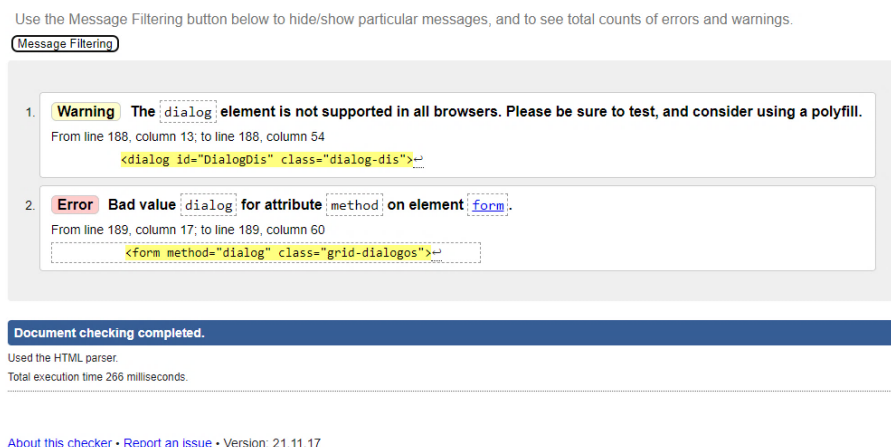 Use the Message Filtering button below to hide/show particular messages, and to see total counts of errors and warnings.
Message Filtering
1. Warning The dialog element is not supported in all browsers. Please be sure to test, and consider using a polyfill.
From line 188, column 13; to line 188, column 54
<dialog id="DialogDis" class="dialog-dis">↩
2. Error Bad value dialog for attribute method on element form.
From line 189, column 17; to line 189, column 60
<form method="dialog" class="grid-dialogos">↩
Document checking completed.
Used the HTML parser.
Total execution time 266 milliseconds.
About this checker • Report an issue • Version: 21.11.17